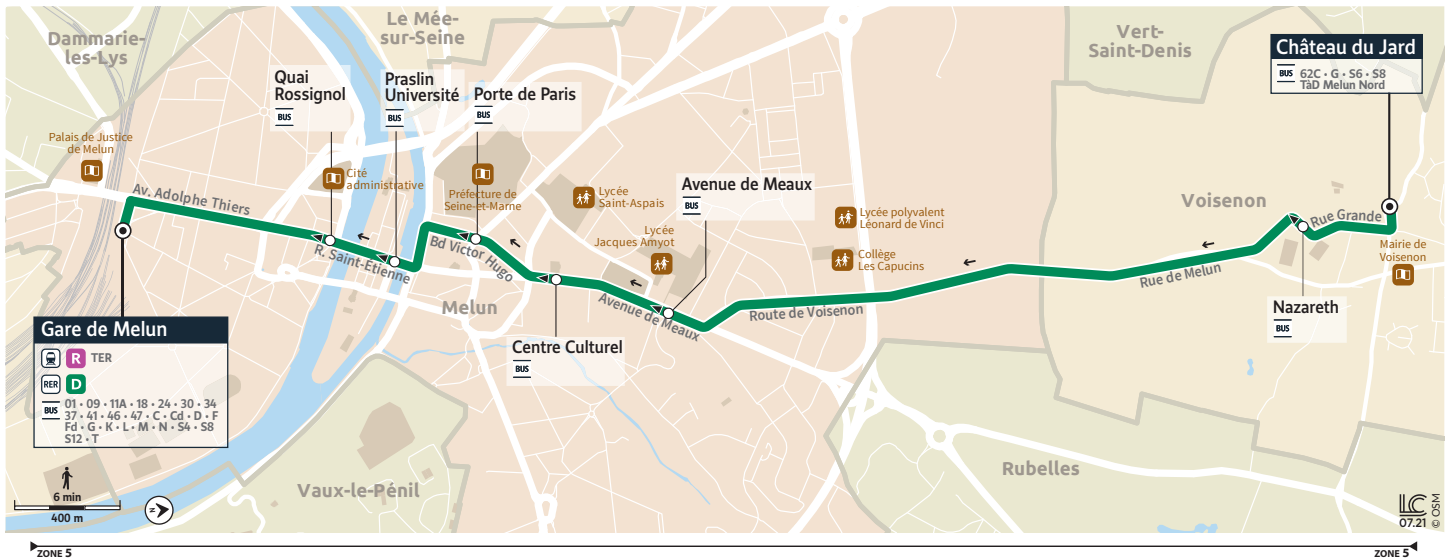 Dammarie-
les-Lys
Le Mée-
sur-Seine
Vert-
Saint-Denis
Château du Jard
BUS
62C • G • S6 • S8
TàD Melun Nord
Quai
Rossignol
BUS
Praslin
Université
BUS
Porte de Paris
BUS
Palais de Justice
de Melun
Cité
administrative
Préfecture de
Seine-et-Marne
Lycée
Saint-Aspais
Avenue de Meaux
BUS
Lycée
Jacques Amyot
Lycée polyvalent
Léonard de Vinci
Collège
Les Capucins
Voisenon
Rue Grande
Mairie de
Voisenon
Av. Adolphe Thiers
R. Saint-Étienne
Bd Victor Hugo
Avenue de Meaux
Route de Voisenon
Rue de Melun
Melun
Nazareth
BUS
Centre Culturel
BUS
Gare de Melun
R TER
RER D
BUS
01 • 09 • 11A • 18 • 24 • 30 • 34
37 • 41 • 46 • 47 • C • Cd • D • F
Fd • G • K • L • M • N • S4 • S8
S12 • T
Rubelles
Vaux-le-Pénil
6 min
400 m
N
LC
07.21
© OSM
ZONE 5
ZONE 5